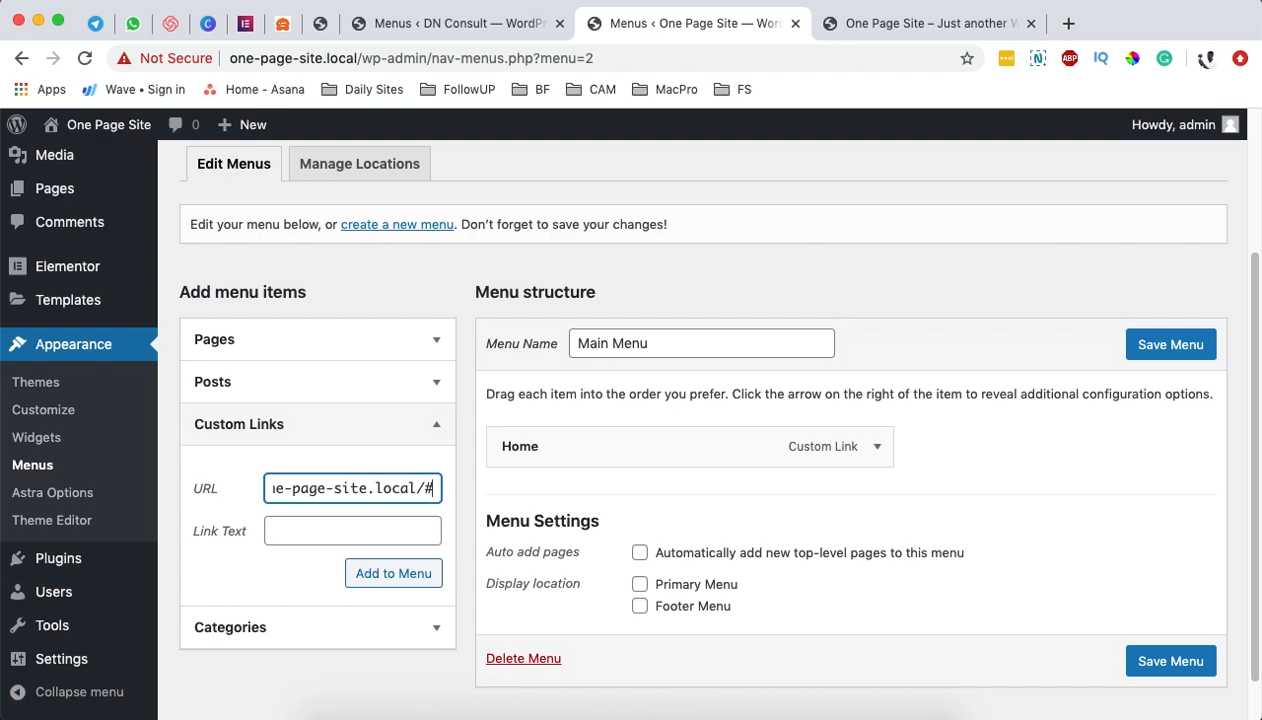 Menus ‹ DN Consult — WordPr
Menus ‹ One Page Site — Wor
One Page Site – Just another W
Not Secure
one-page-site.local/wp-admin/nav-menus.php?menu=2
ABP
IQ
Apps
Wave • Sign in
Home - Asana
Daily Sites
FollowUP
BF
CAM
MacPro
FS
One Page Site
0
New
Howdy, admin
Media
Pages
Comments
Elementor
Templates
Appearance
Themes
Customize
Widgets
Menus
Astra Options
Theme Editor
Plugins
Users
Tools
Settings
Collapse menu
Edit Menus
Manage Locations
Edit your menu below, or create a new menu. Don’t forget to save your changes!
Add menu items
Pages
Posts
Custom Links
URL
e-page-site.local/#
Link Text
Add to Menu
Categories
Menu structure
Menu Name
Main Menu
Save Menu
Drag each item into the order you prefer. Click the arrow on the right of the item to reveal additional configuration options.
Home
Custom Link
Menu Settings
Auto add pages
Automatically add new top-level pages to this menu
Display location
Primary Menu
Footer Menu
Delete Menu
Save Menu